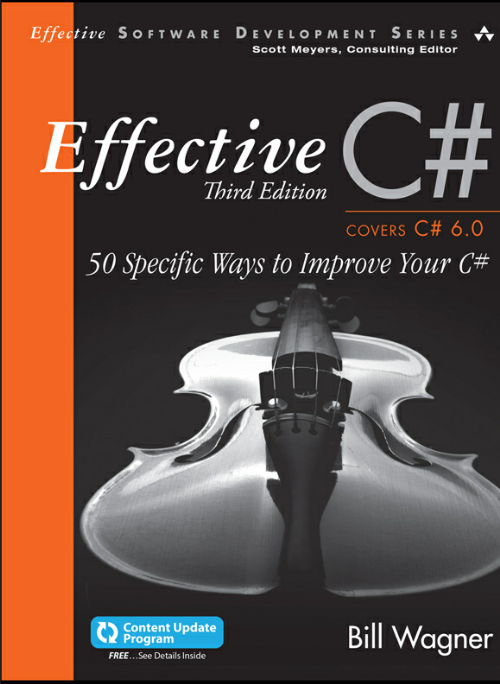 Effective SOFTWARE DEVELOPMENT SERIES
Scott Meyers, Consulting Editor
Effective C#
Third Edition
COVERS C# 6.0
50 Specific Ways to Improve Your C#
Content Update
Program
FREE...See Details Inside
Bill Wagner